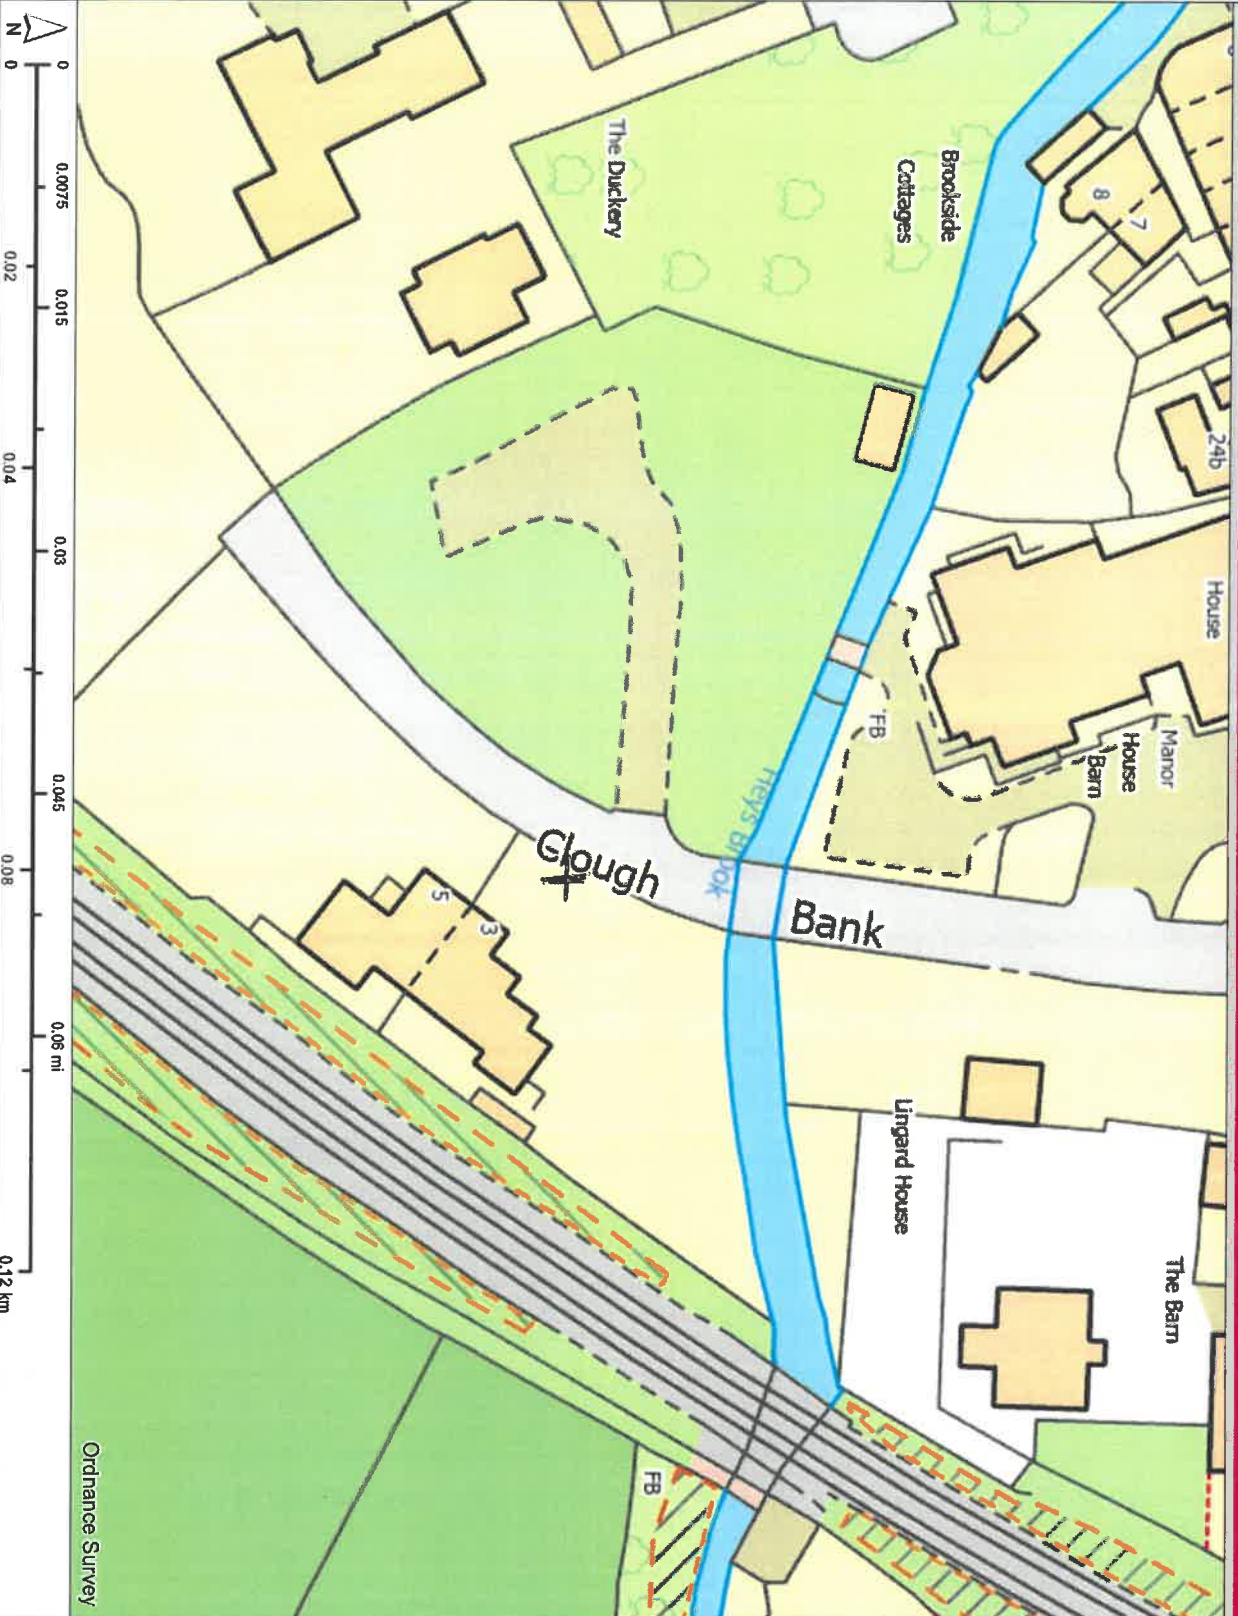 Brookside
Cottages
The Duckery
8
7
24b
House
Manor
House
Barn
FB
Heys Brook
Clough
Bank
5
3
Lingard House
The Barn
FB
Ordnance Survey
N
0 0.0075 0.015 0.03 0.045 0.06 mi
0 0.02 0.04 0.08 0.12 km